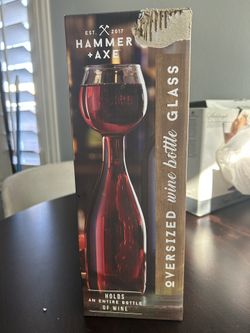 EST. 2017
HAMMER
+ AXE
OVERSIZED wine bottle GLASS
HOLDS
AN ENTIRE BOTTLE
OF WINE